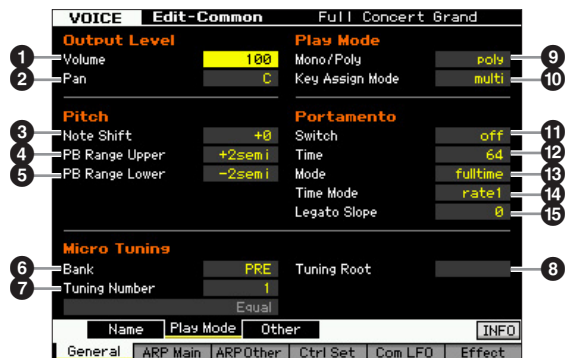 VOICE Edit-Common Full Concert Grand
Output Level Play Mode
1 Volume 100 Mono/Poly poly 9
2 Pan C Key Assign Mode multi 10
Pitch Portamento
3 Note Shift +0 Switch off 11
4 PB Range Upper +2semi Time 64 12
5 PB Range Lower -2semi Mode fulltime 13
Time Mode rate1 14
Legato Slope 0 15
Micro Tuning
6 Bank PRE Tuning Root 8
7 Tuning Number 1
Equal
Name Play Mode Other INFO
General ARP Main ARP Other Ctrl Set Com LFO Effect